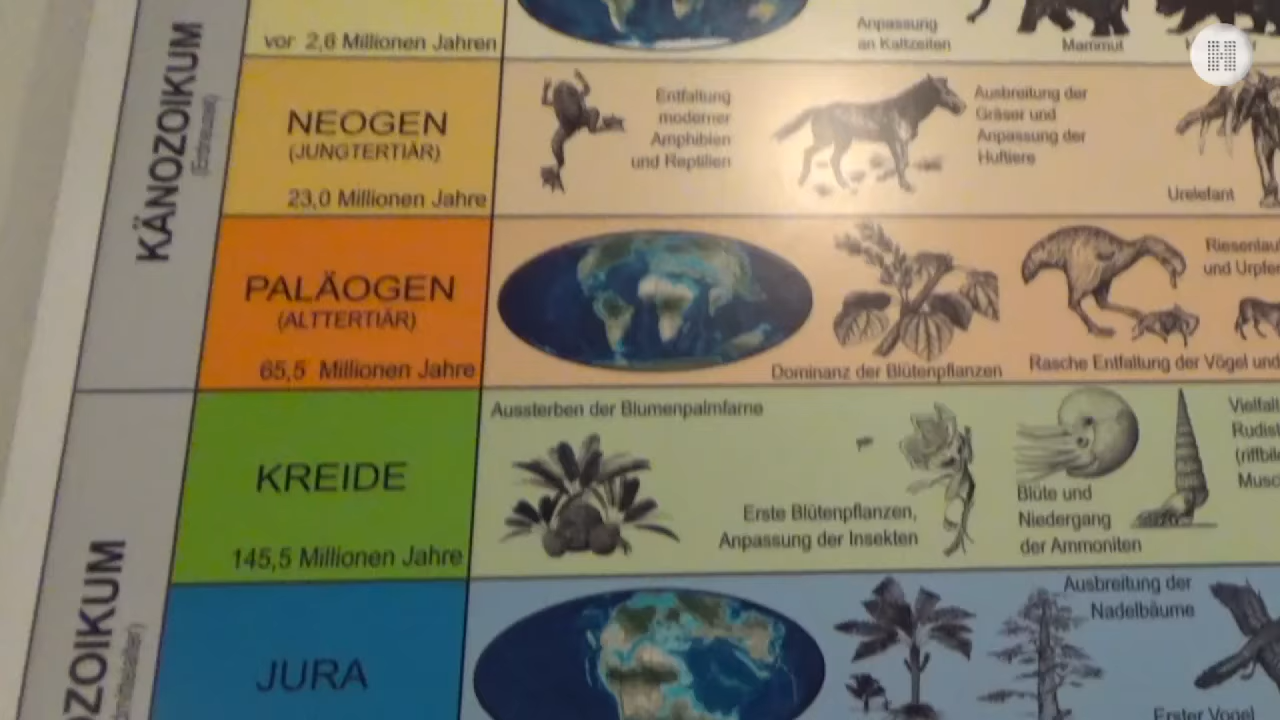 KÄNOZOIKUM
vor 2,6 Millionen Jahren
Anpassung
an Kaltzeiten
Mammut
NEOGEN
(JUNGTERTIÄR)
23,0 Millionen Jahre
Entfaltung
moderner
Amphibien
und Reptilien
Ausbreitung der
Gräser und
Anpassung der
Huftiere
Urelefant
PALÄOGEN
(ALTTERTIÄR)
65,5 Millionen Jahre
Dominanz der Blütenpflanzen
und
Rasche Entfaltung der Vögel und
KREIDE
145,5 Millionen Jahre
Aussterben der Blumenpalmfarne
Erste Blütenpflanzen,
Anpassung der Insekten
Blüte und
Niedergang
der Ammoniten
JURA
Ausbreitung der
Nadelbäume
Erster Vogel